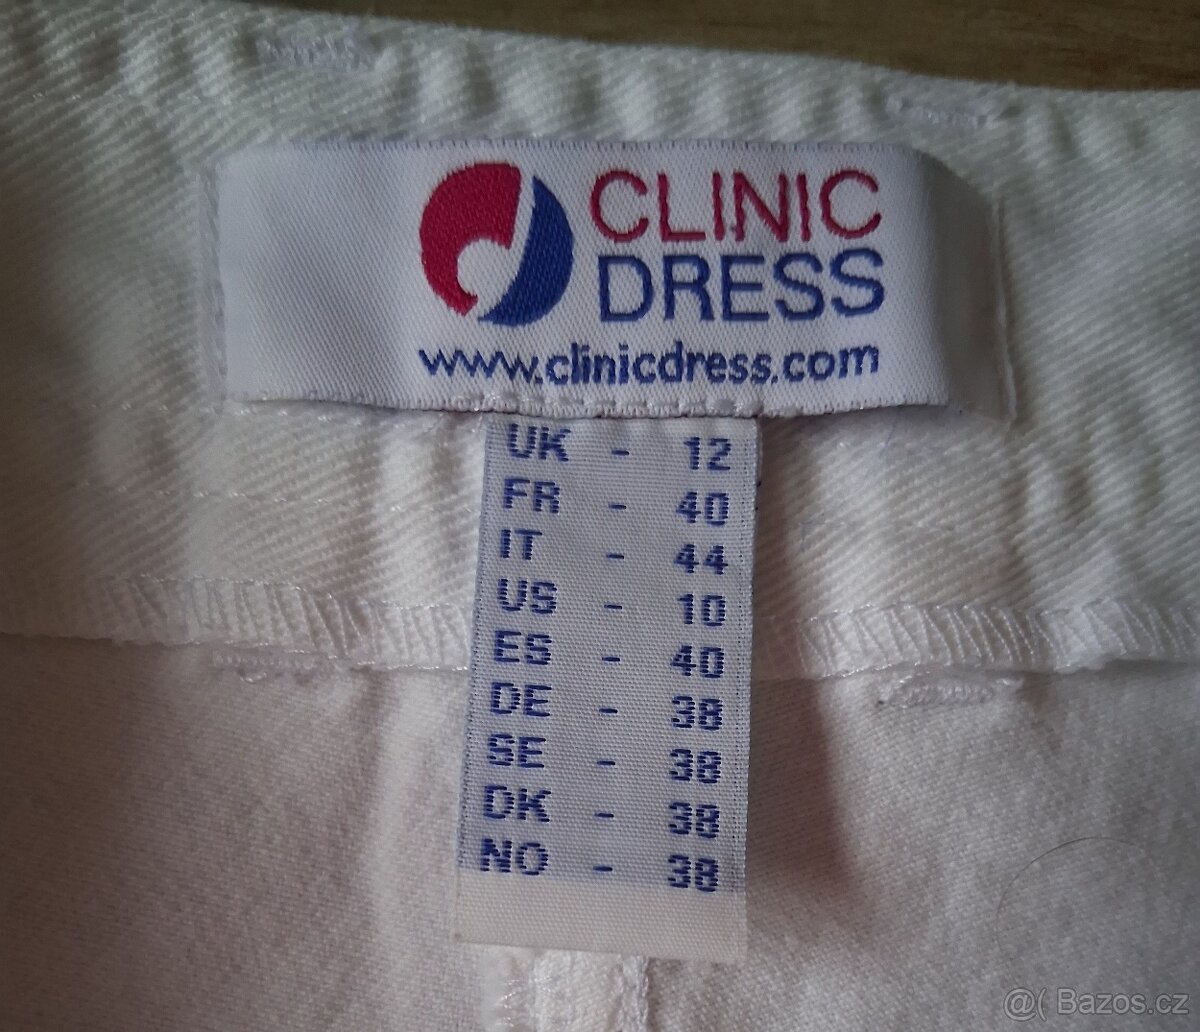 CLINIC
DRESS
www.clinicdress.com
UK - 12
FR - 40
IT - 44
US - 10
ES - 40
DE - 38
SE - 38
DK - 38
NO - 38
@( Bazos.cz